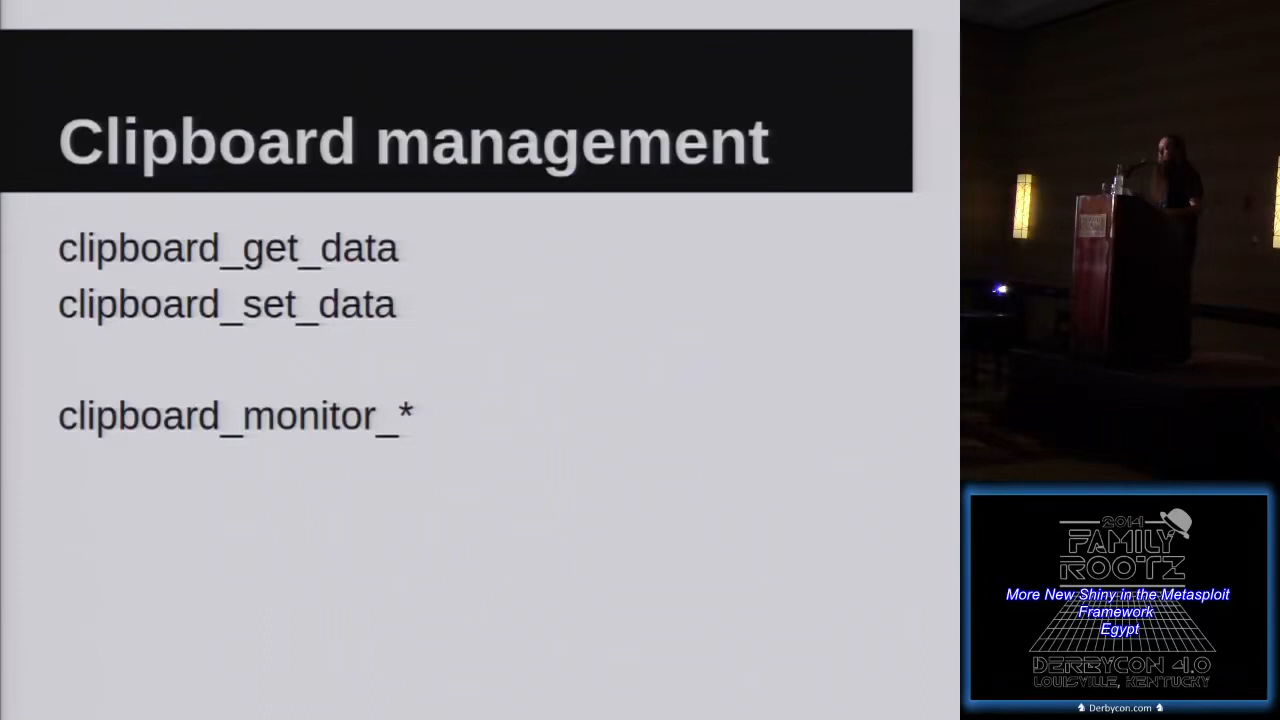 Clipboard management
clipboard_get_data
clipboard_set_data
clipboard_monitor_*
2014
FAMILY
ROOTZ
More New Shiny in the Metasploit
Framework
Egypt
DERBYCON 4.0
LOUISVILLE, KENTUCKY
Derbycon.com